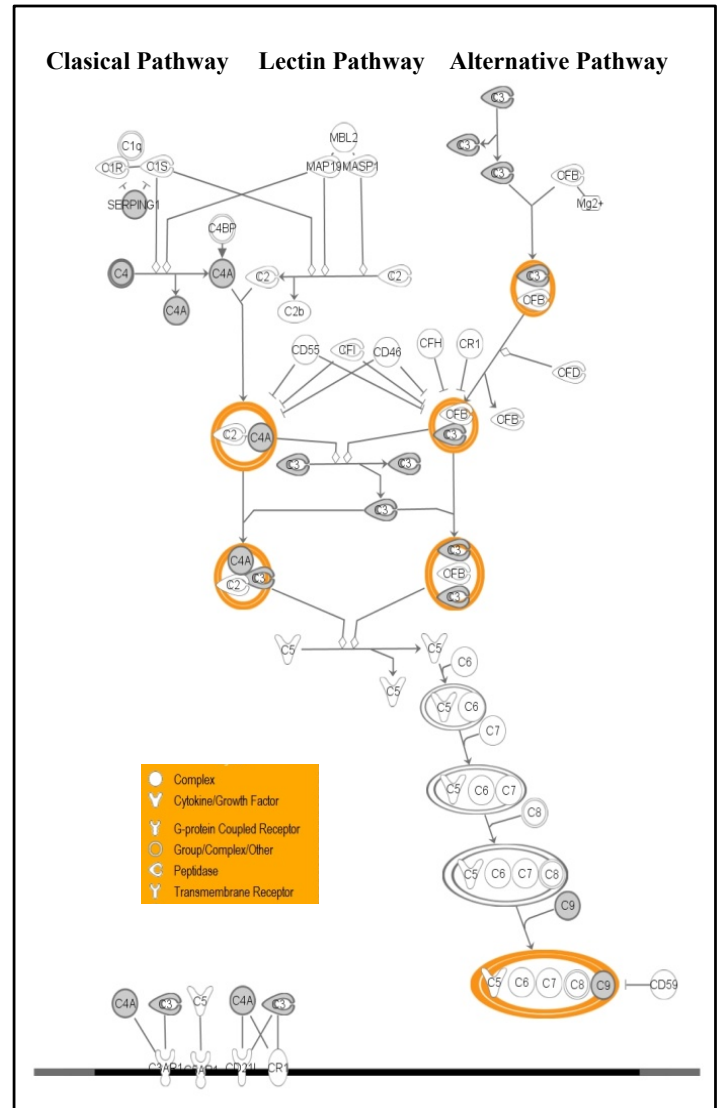 Clasical Pathway Lectin Pathway Alternative Pathway
C3
C1q MBL2 C3
C1R C1S MAP19 MASP1 C3 CFB
SERPING1 Mg2+
C4BP
C4 C4A C2 C2 C3
CFB
C4A C2b
CD55 CFI CD46 CFH CR1
CFD
CFB CFB
C2 C4A C3
C3 C3
C3
C4A C3
C2 C3 CFB
C3
C5 C5 C6
C5
C5 C6
C7
Complex
Cytokine/Growth Factor
G-protein Coupled Receptor
Group/Complex/Other
Peptidase
Transmembrane Receptor
C5 C6 C7
C8
C5 C6 C7 C8
C9
C5 C6 C7 C8 C9 CD59
C4A C3 C5 C4A C3
C3AR1 C5AR1 CD21L CR1